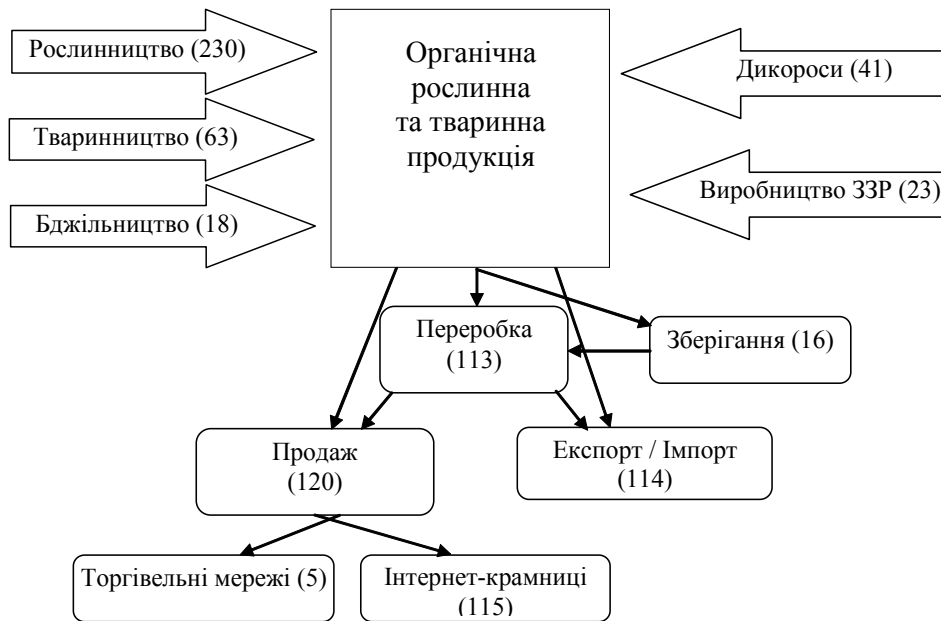 Рослинництво (230)
Тваринництво (63)
Бджільництво (18)
Органічна
рослинна
та тваринна
продукція
Дикороси (41)
Виробництво ЗЗР (23)
Переробка
(113)
Зберігання (16)
Продаж
(120)
Експорт / Імпорт
(114)
Торгівельні мережі (5)
Інтернет-крамниці
(115)